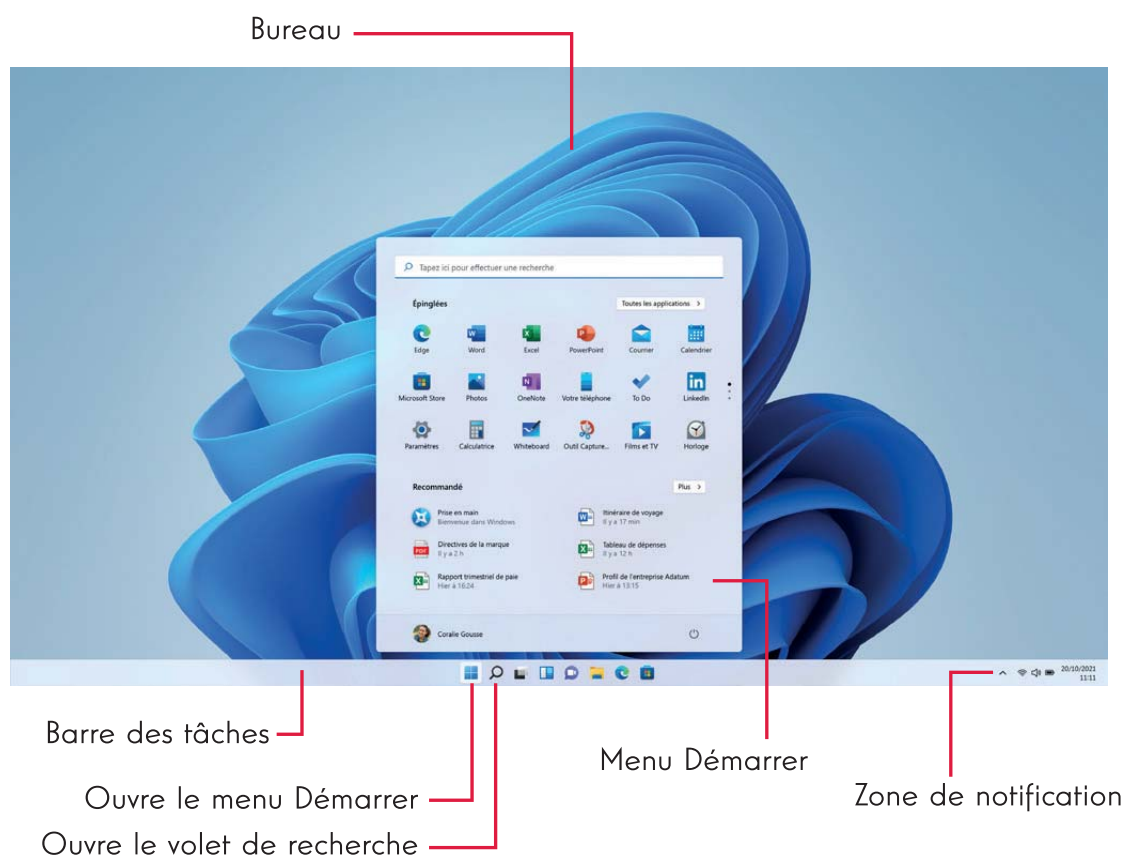 Bureau
Tapez ici pour effectuer une recherche
Épinglées
Toutes les applications >
Edge
Word
Excel
PowerPoint
Courrier
Calendrier
Microsoft Store
Photos
OneNote
Votre téléphone
To Do
LinkedIn
Paramètres
Calculatrice
Whiteboard
Outil Capture...
Films et TV
Horloge
Recommandé
Plus >
Prise en main
Bienvenue dans Windows
Itinéraire de voyage
Il y a 17 min
Directives de la marque
Il y a 2 h
Tableau de dépenses
Il y a 12 h
Rapport trimestriel de paie
Hier à 16:24
Profil de l'entreprise Adatum
Hier à 13:15
Coralie Gousse
20/10/2021
11:11
Barre des tâches
Menu Démarrer
Ouvre le menu Démarrer
Zone de notification
Ouvre le volet de recherche